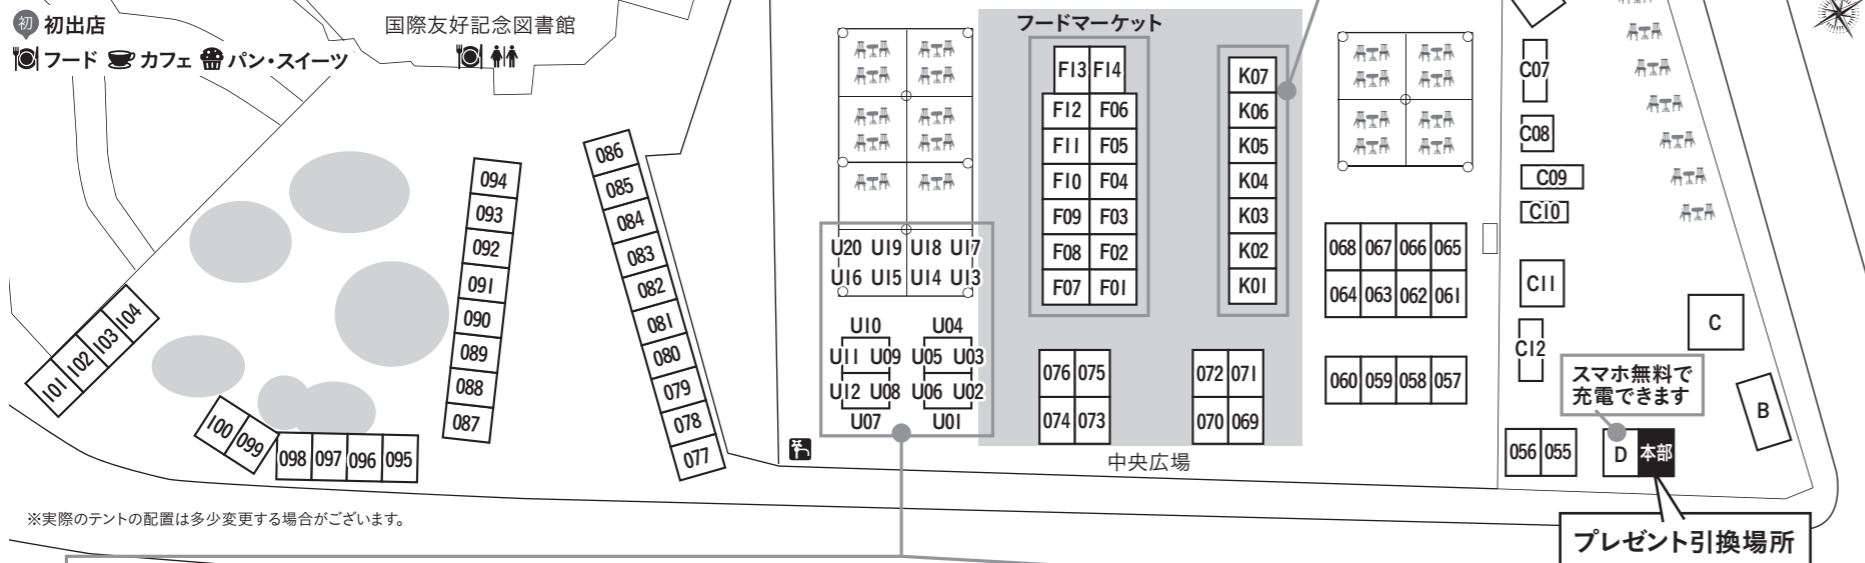 初 初出店
フード カフェ パン・スイーツ
国際友好記念図書館
フードマーケット
F13 F14
F12 F06
F11 F05
F10 F04
F09 F03
F08 F02
F07 F01
K07
K06
K05
K04
K03
K02
K01
C07
C08
C09
C10
C11
C12
C
B
086
085
084
083
082
081
080
079
078
077
094
093
092
091
090
089
088
087
101 102 103 104
100 099
098 097 096 095
U20 U19 U18 U17
U16 U15 U14 U13
U10 U04
U11 U09 U05 U03
U12 U08 U06 U02
U07 U01
076 075
074 073
072 071
070 069
068 067 066 065
064 063 062 061
060 059 058 057
056 055
D 本部
スマホ無料で
充電できます
中央広場
プレゼント引換場所
※実際のテントの配置は多少変更する場合がございます。